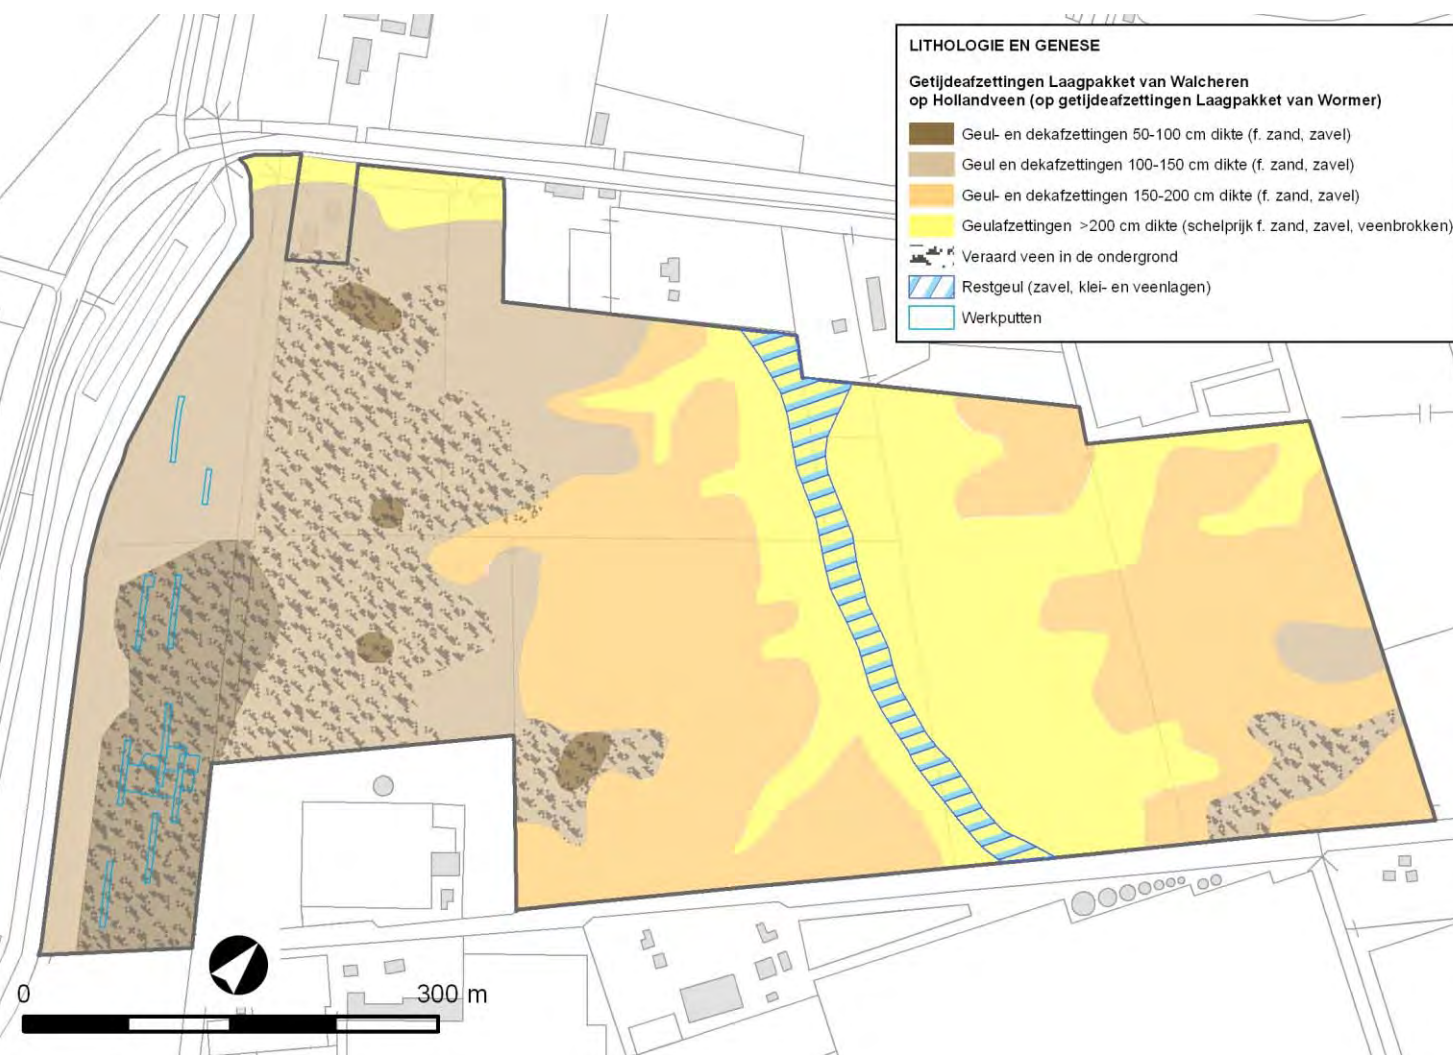 LITHOLOGIE EN GENESE
Getijdeafzettingen Laagpakket van Walcheren
op Hollandveen (op getijdeafzettingen Laagpakket van Wormer)
Geul- en dekafzettingen 50-100 cm dikte (f. zand, zavel)
Geul en dekafzettingen 100-150 cm dikte (f. zand, zavel)
Geul- en dekafzettingen 150-200 cm dikte (f. zand, zavel)
Geulafzettingen >200 cm dikte (schelprijk f. zand, zavel, veenbrokken)
Veraard veen in de ondergrond
Restgeul (zavel, klei- en veenlagen)
Werkputten
0 300 m